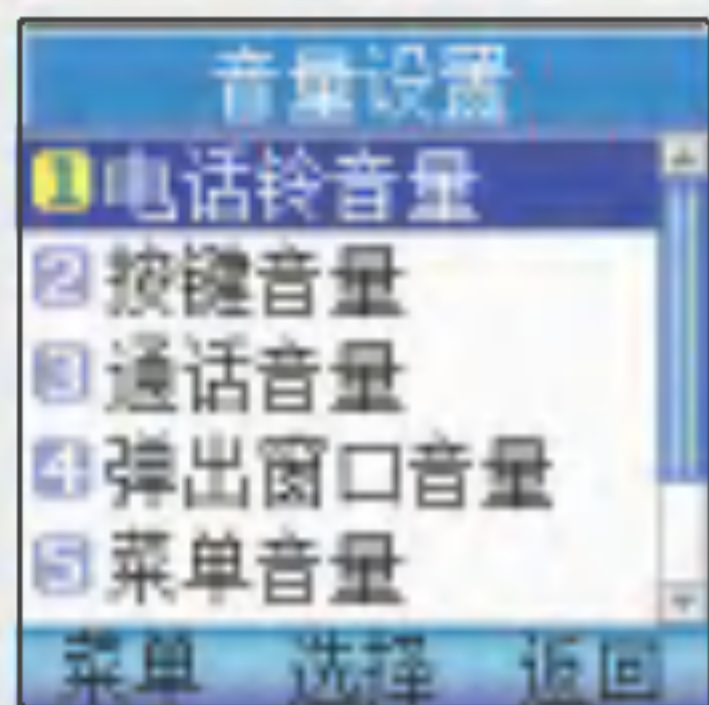 音量设置
1 电话铃音量
2 按键音量
3 通话音量
4 弹出窗口音量
5 菜单音量
菜单 选择 返回